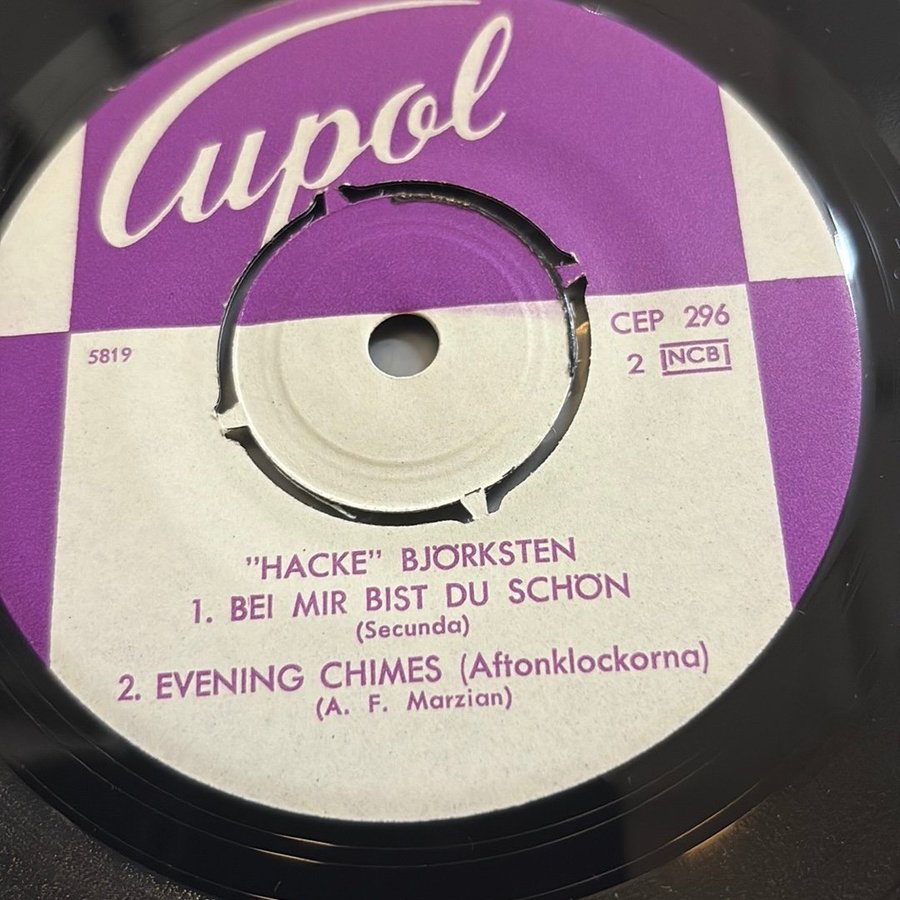 Cupol
5819
CEP 296
2 NCB
"HACKE" BJÖRKSTEN
1. BEI MIR BIST DU SCHÖN
(Secunda)
2. EVENING CHIMES (Aftonklockorna)
(A. F. Marzian)